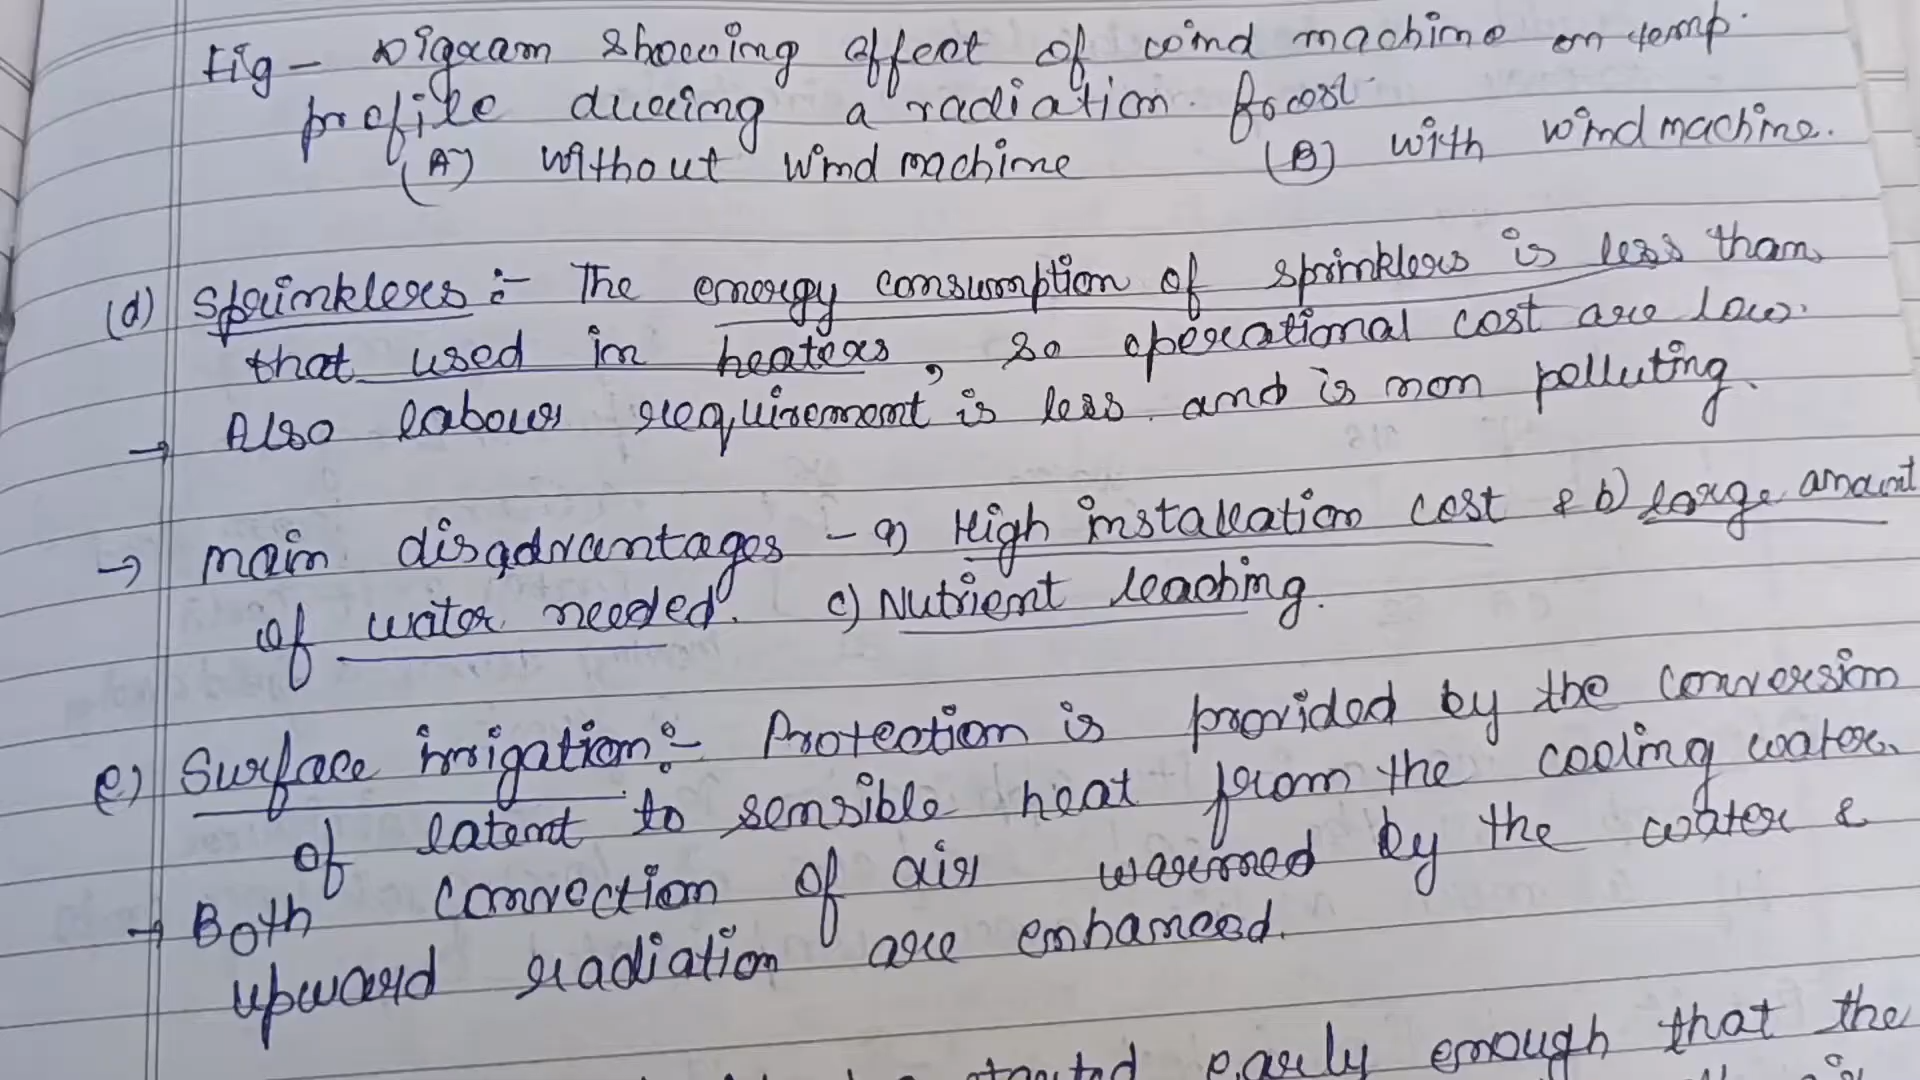 Fig - Digram showing affect of wind machine on temp.
profile during a radiation frost.
(A) Without Wind machine (B) With wind machine.
(d) Sprinklers :- The energy consumption of sprinklers is less than
that used in heaters, so operational cost are low.
→ Also labour requirement is less and is non polluting.
→ main disadvantages - a) High installation cost & b) large amount
of water needed. c) Nutrient leaching.
e) Surface irrigation :- Protection is provided by the conversion
of latent to sensible heat from the cooling water.
→ Both convection of air warmed by the water &
upward radiation are enhanced.
started early enough that the